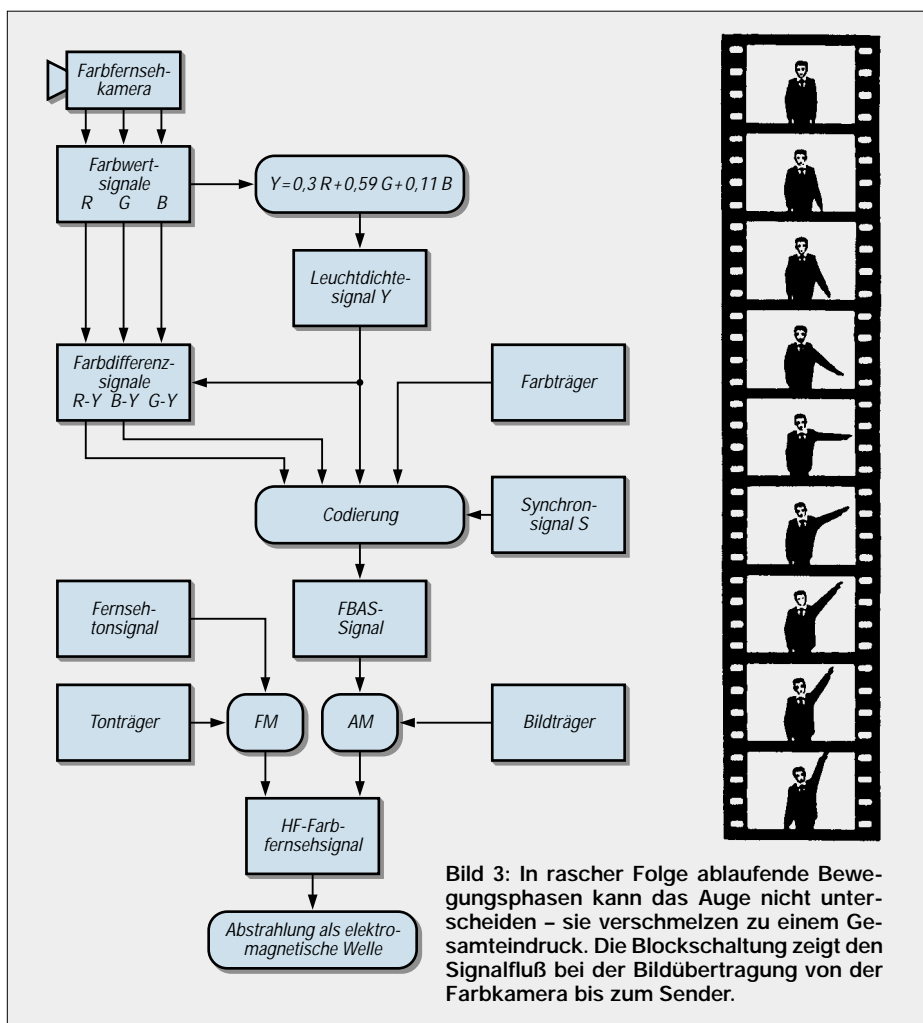 Farbfernseh-
kamera
Farbwert-
signale
R G B
Y=0,3 R+0,59 G+0,11 B
Leuchtdichte-
signal Y
Farbdifferenz-
signale
R-Y B-Y G-Y
Farbträger
Codierung
Synchron-
signal S
Fernseh-
tonsignal
FBAS-
Signal
Tonträger
FM
AM
Bildträger
HF-Farb-
fernsehsignal
Abstrahlung als elektro-
magnetische Welle
Bild 3: In rascher Folge ablaufende Bewe-
gungsphasen kann das Auge nicht unter-
scheiden – sie verschmelzen zu einem Ge-
samteindruck. Die Blockschaltung zeigt den
Signalfluß bei der Bildübertragung von der
Farbkamera bis zum Sender.